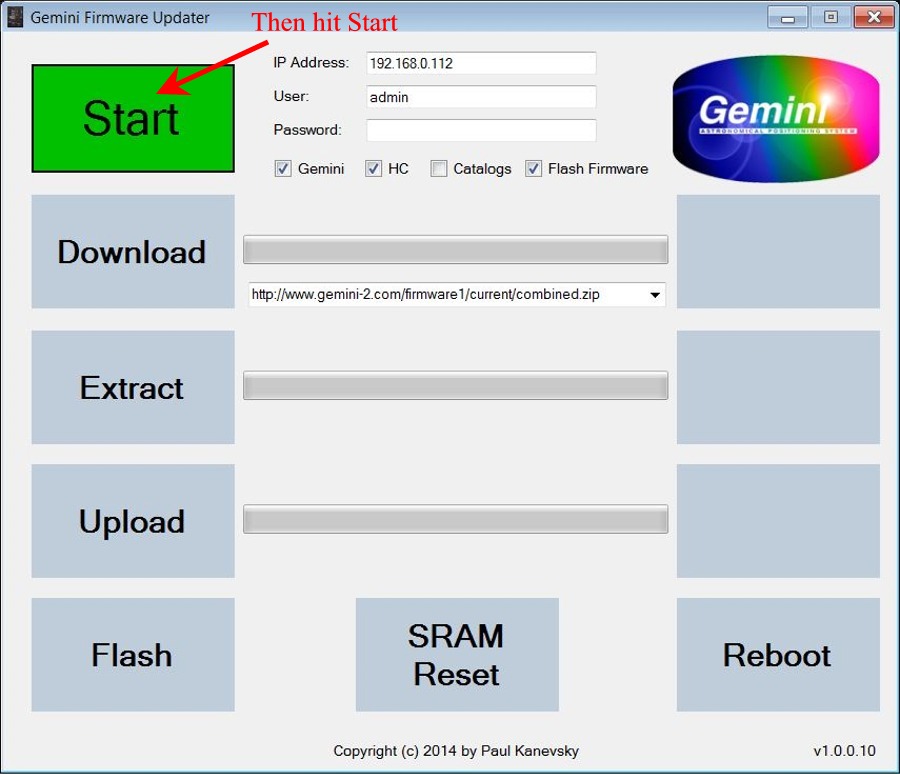 Gemini Firmware Updater
Then hit Start
Start
IP Address: 192.168.0.112
User: admin
Password:
Gemini HC Catalogs Flash Firmware
Gemini
ASTRONOMICAL POSITIONING SYSTEM
Download
http://www.gemini-2.com/firmware1/current/combined.zip
Extract
Upload
Flash
SRAM
Reset
Reboot
Copyright (c) 2014 by Paul Kanevsky
v1.0.0.10